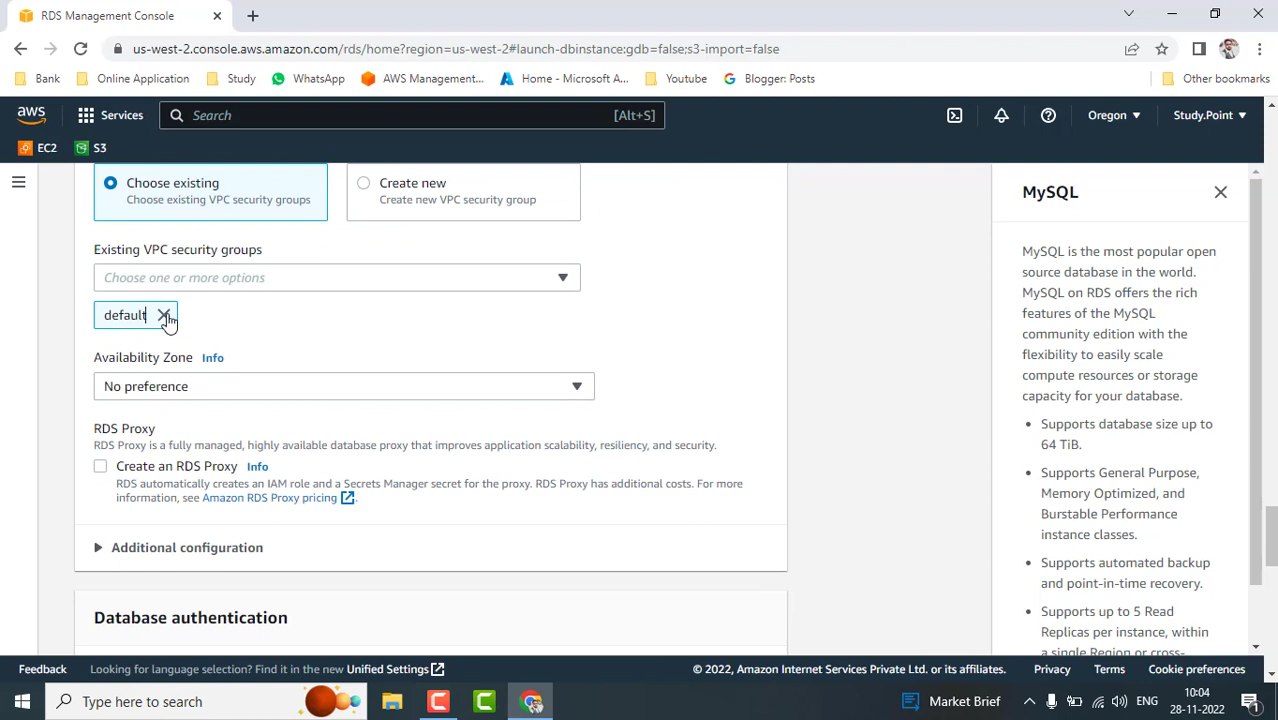 RDS Management Console
us-west-2.console.aws.amazon.com/rds/home?region=us-west-2#launch-dbinstance:gdb=false;s3-import=false
Bank
Online Application
Study
WhatsApp
AWS Management...
Home - Microsoft A...
Youtube
Blogger: Posts
Other bookmarks
aws
Services
Search
[Alt+S]
Oregon
Study.Point
EC2
S3
Choose existing
Choose existing VPC security groups
Create new
Create new VPC security group
Existing VPC security groups
Choose one or more options
default
Availability Zone Info
No preference
RDS Proxy
RDS Proxy is a fully managed, highly available database proxy that improves application scalability, resiliency, and security.
Create an RDS Proxy Info
RDS automatically creates an IAM role and a Secrets Manager secret for the proxy. RDS Proxy has additional costs. For more
information, see Amazon RDS Proxy pricing .
Additional configuration
Database authentication
MySQL
MySQL is the most popular open
source database in the world.
MySQL on RDS offers the rich
features of the MySQL
community edition with the
flexibility to easily scale
compute resources or storage
capacity for your database.
• Supports database size up to
64 TiB.
• Supports General Purpose,
Memory Optimized, and
Burstable Performance
instance classes.
• Supports automated backup
and point-in-time recovery.
• Supports up to 5 Read
Replicas per instance, within
a single Region or cross-
Feedback
Looking for language selection? Find it in the new Unified Settings
© 2022, Amazon Internet Services Private Ltd. or its affiliates.
Privacy
Terms
Cookie preferences
Type here to search
Market Brief
ENG
10:04
28-11-2022
1